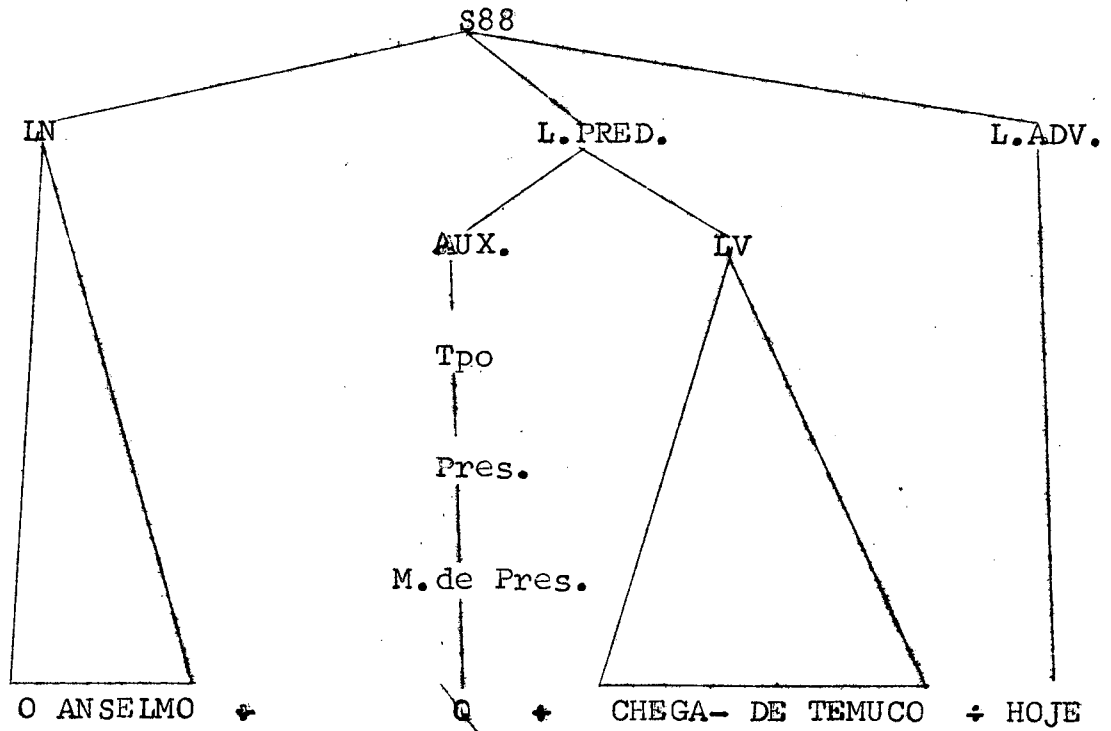 S88
LN L.PRED. L.ADV.
AUX. LV
Tpo
Pres.
M.de Pres.
O ANSELMO + Ø + CHEGA- DE TEMUCO + HOJE